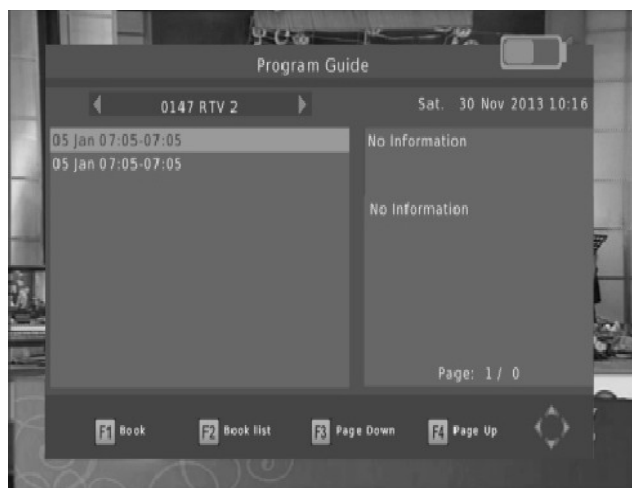 Program Guide
0147 RTV 2
Sat. 30 Nov 2013 10:16
05 Jan 07:05-07:05
05 Jan 07:05-07:05
No Information
No Information
Page: 1 / 0
F1 Book F2 Book list F3 Page Down F4 Page Up